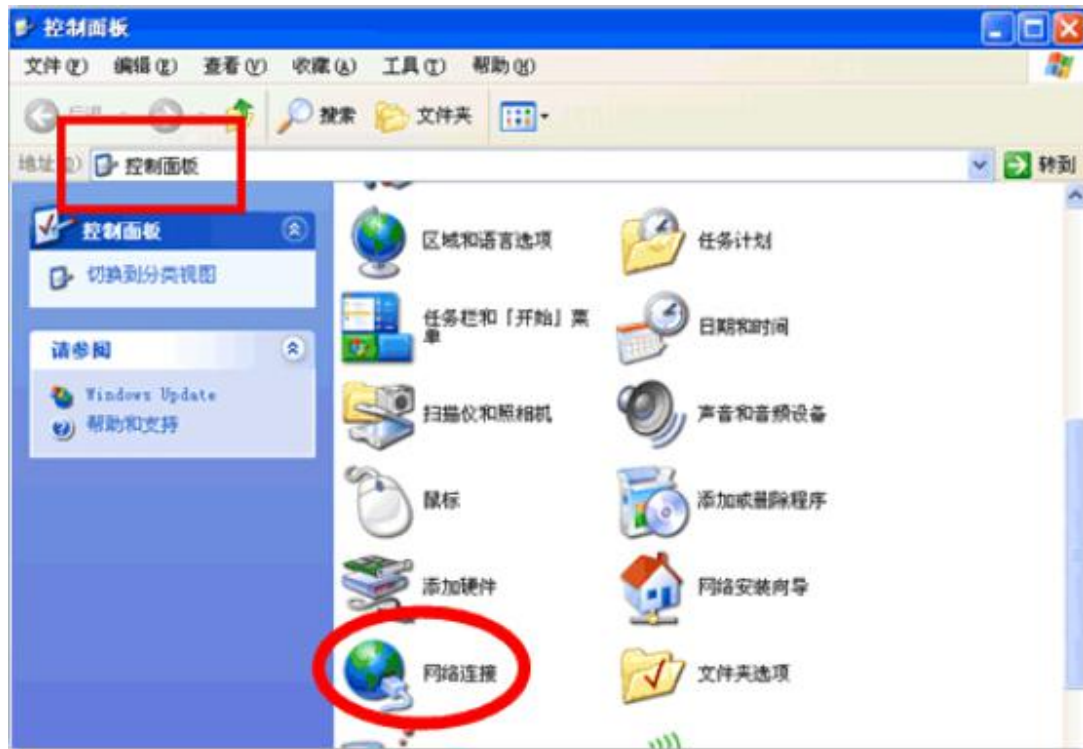 控制面板
文件(F) 编辑(E) 查看(V) 收藏(A) 工具(T) 帮助(H)
搜索 文件夹
地址(D) 控制面板 转到
控制面板
切换到分类视图
请参阅
Windows Update
帮助和支持
区域和语言选项 任务计划
任务栏和「开始」菜
单
日期和时间
扫描仪和照相机 声音和音频设备
鼠标 添加或删除程序
添加硬件 网络安装向导
网络连接 文件夹选项